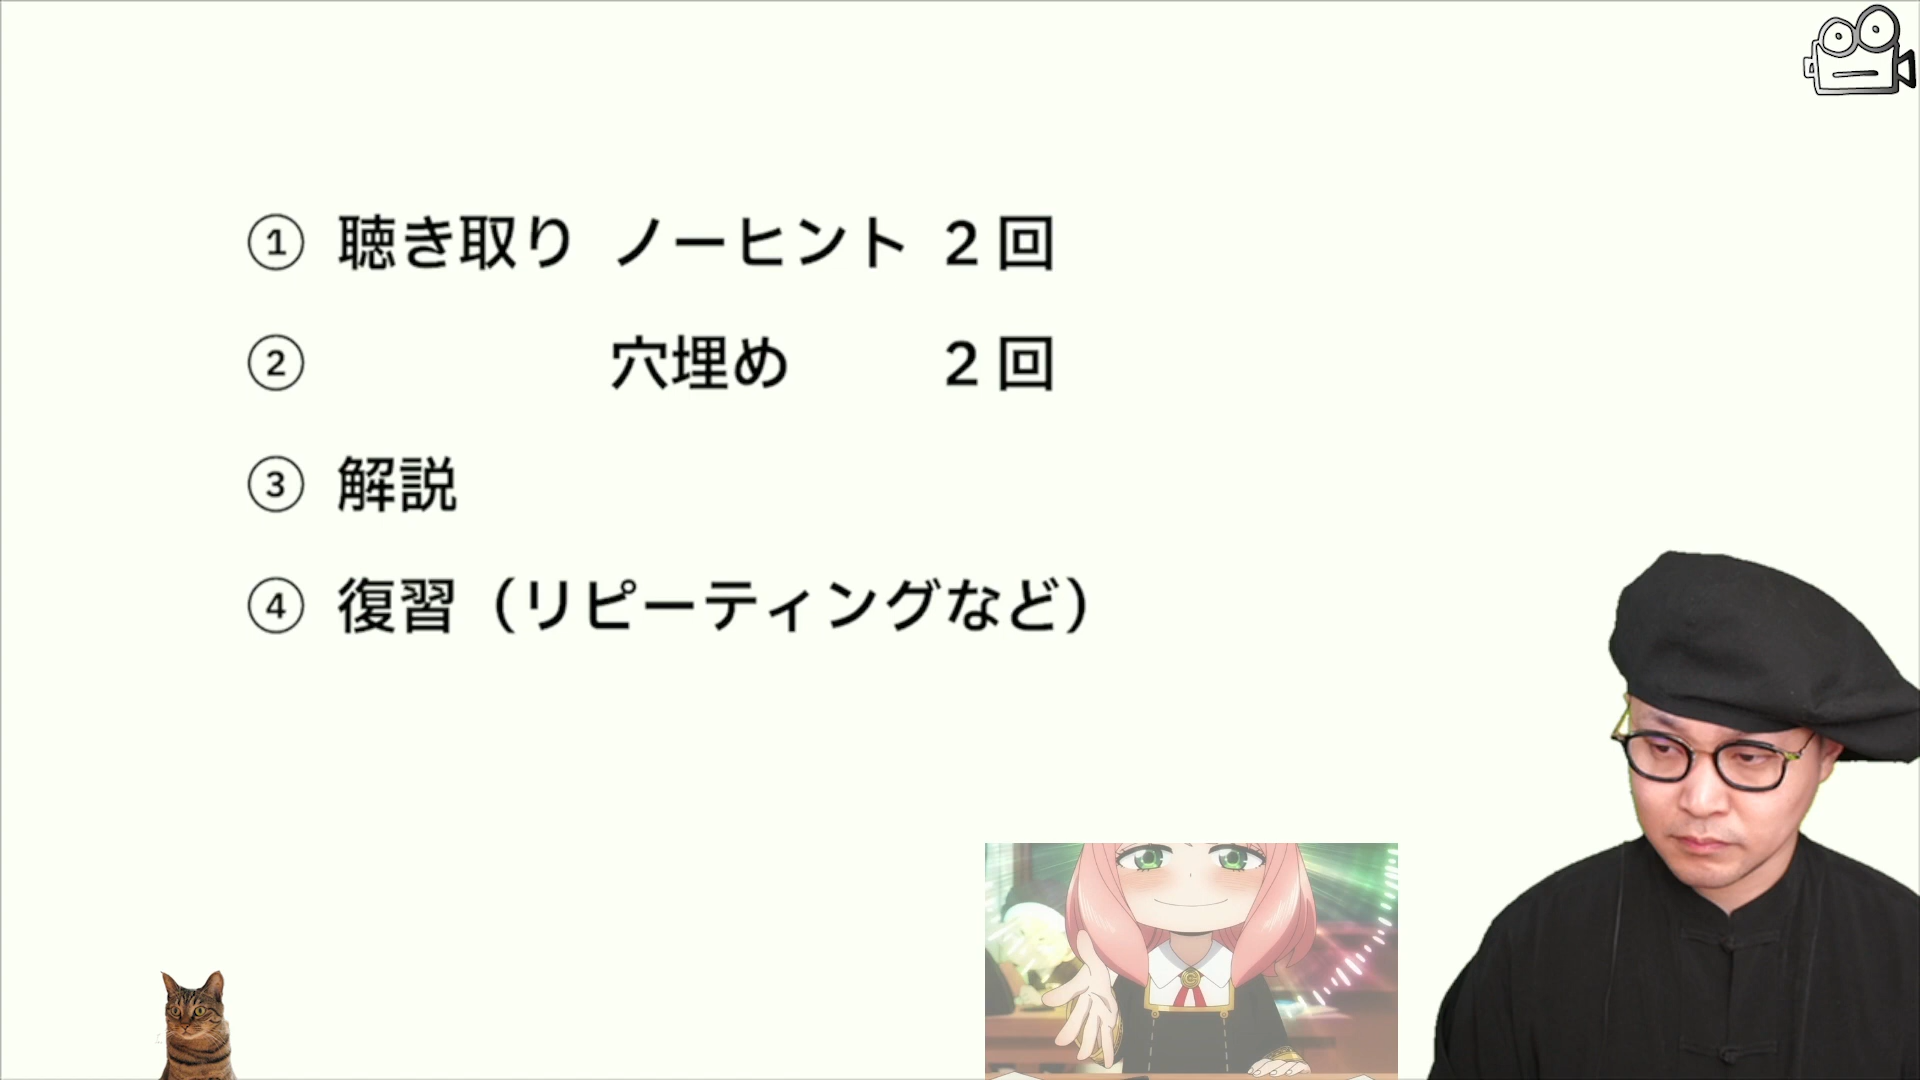 ① 聴き取り ノーヒント 2回
② 穴埋め 2回
③ 解説
④ 復習（リピーティングなど）